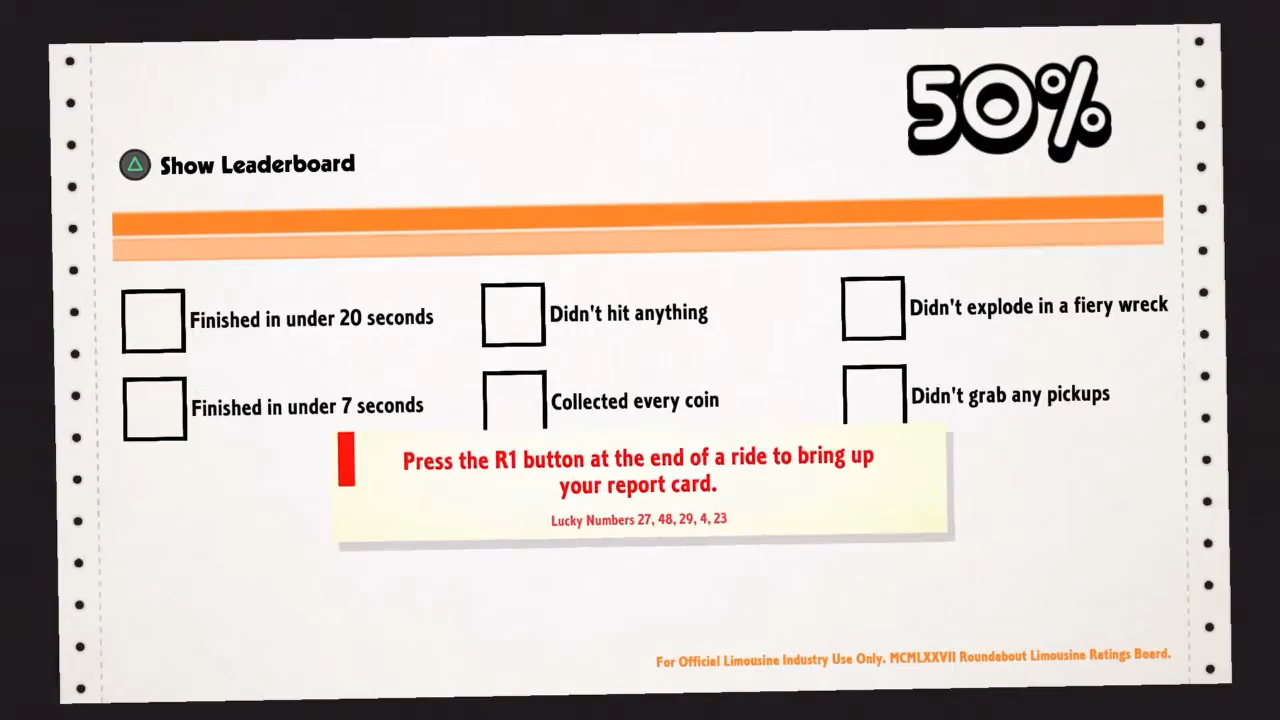 50%
Show Leaderboard
Finished in under 20 seconds
Didn't hit anything
Didn't explode in a fiery wreck
Finished in under 7 seconds
Collected every coin
Didn't grab any pickups
Press the R1 button at the end of a ride to bring up
your report card.
Lucky Numbers 27, 48, 29, 4, 23
For Official Limousine Industry Use Only. MCMLXXVII Roundabout Limousine Ratings Board.